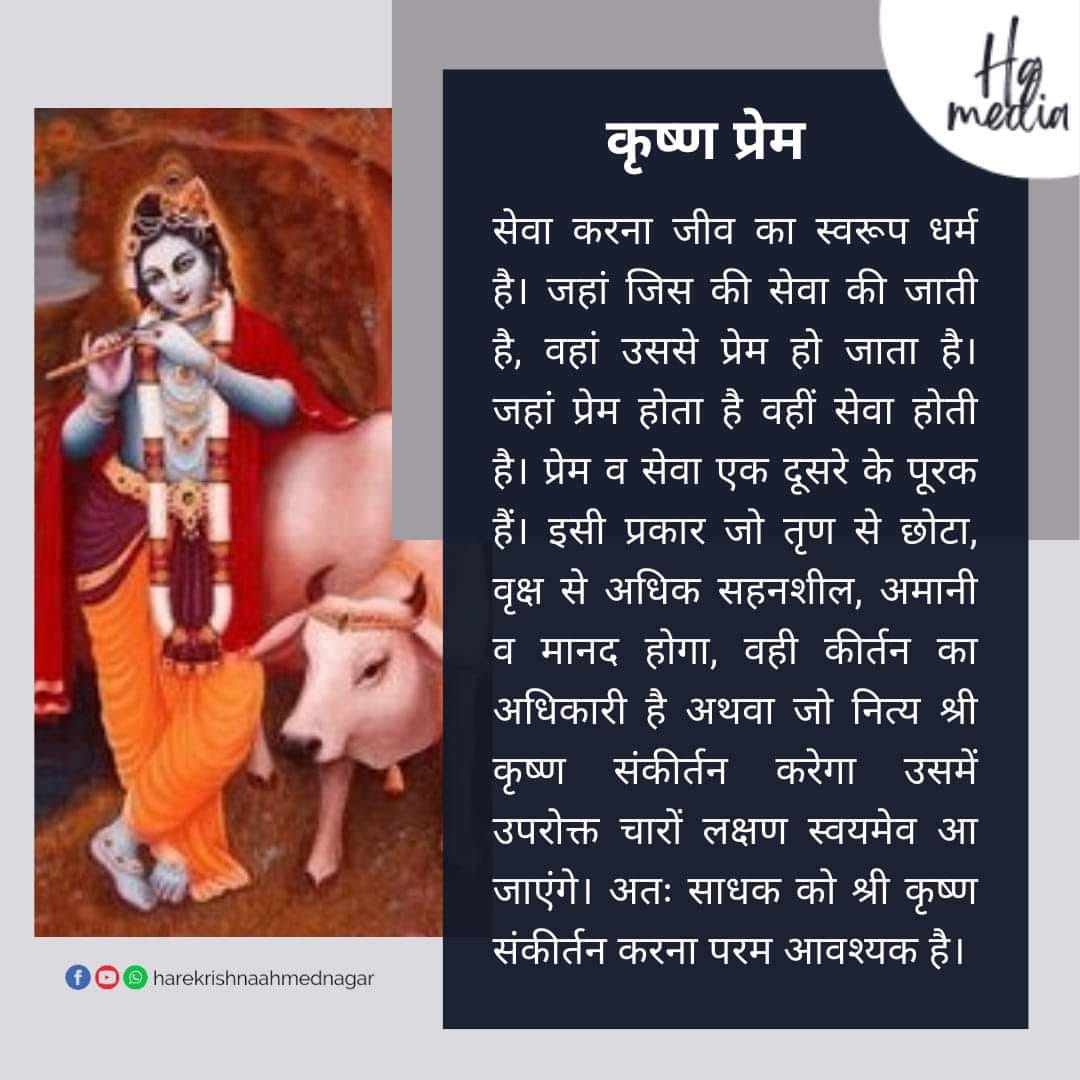 Hg
media
कृष्ण प्रेम
सेवा करना जीव का स्वरूप धर्म
है। जहां जिस की सेवा की जाती
है, वहां उससे प्रेम हो जाता है।
जहां प्रेम होता है वहीं सेवा होती
है। प्रेम व सेवा एक दूसरे के पूरक
हैं। इसी प्रकार जो तृण से छोटा,
वृक्ष से अधिक सहनशील, अमानी
व मानद होगा, वही कीर्तन का
अधिकारी है अथवा जो नित्य श्री
कृष्ण संकीर्तन करेगा उसमें
उपरोक्त चारों लक्षण स्वयमेव आ
जाएंगे। अतः साधक को श्री कृष्ण
संकीर्तन करना परम आवश्यक है।
harekrishnaahmednagar